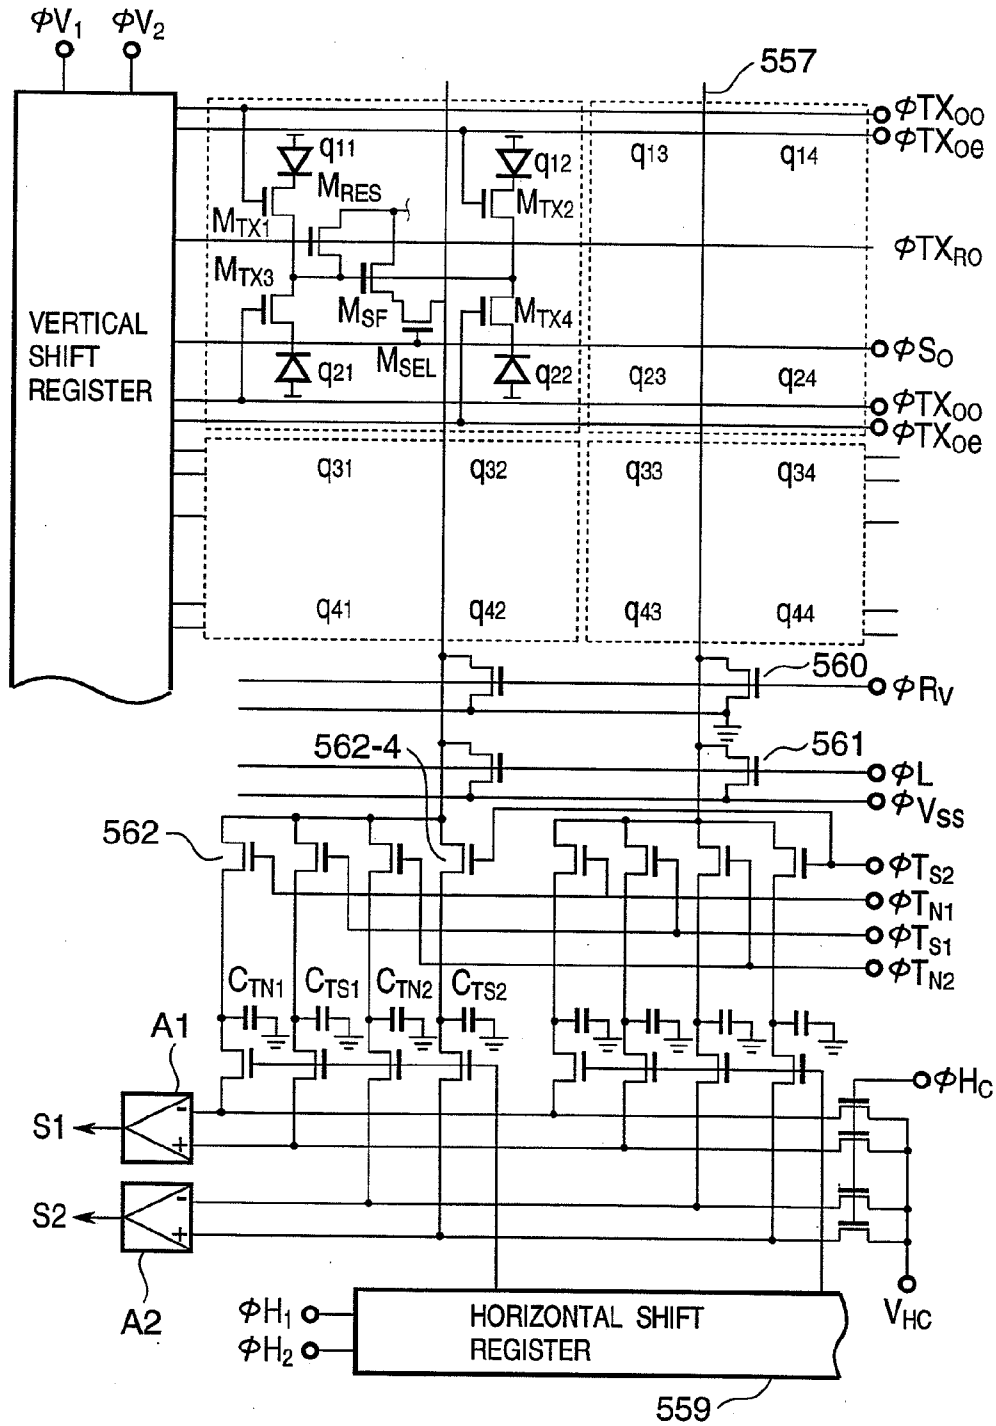 ϕV1 ϕV2
557
ϕTXOO
ϕTXOe
q11 q12 q13 q14
MRES
MTX1 MTX2
ϕTXRO
MTX3
MSF MTX4
VERTICAL
SHIFT
REGISTER
MSEL
ϕSO
q21 q22 q23 q24
ϕTXOO
ϕTXOe
q31 q32 q33 q34
q41 q42 q43 q44
560
ϕRV
562-4 561
ϕL
ϕVSS
562
ϕTS2
ϕTN1
ϕTS1
ϕTN2
CTN1 CTS1 CTN2 CTS2
A1
ϕHC
-
S1
+
-
S2
+
A2
VHC
ϕH1
ϕH2
HORIZONTAL SHIFT
REGISTER
559